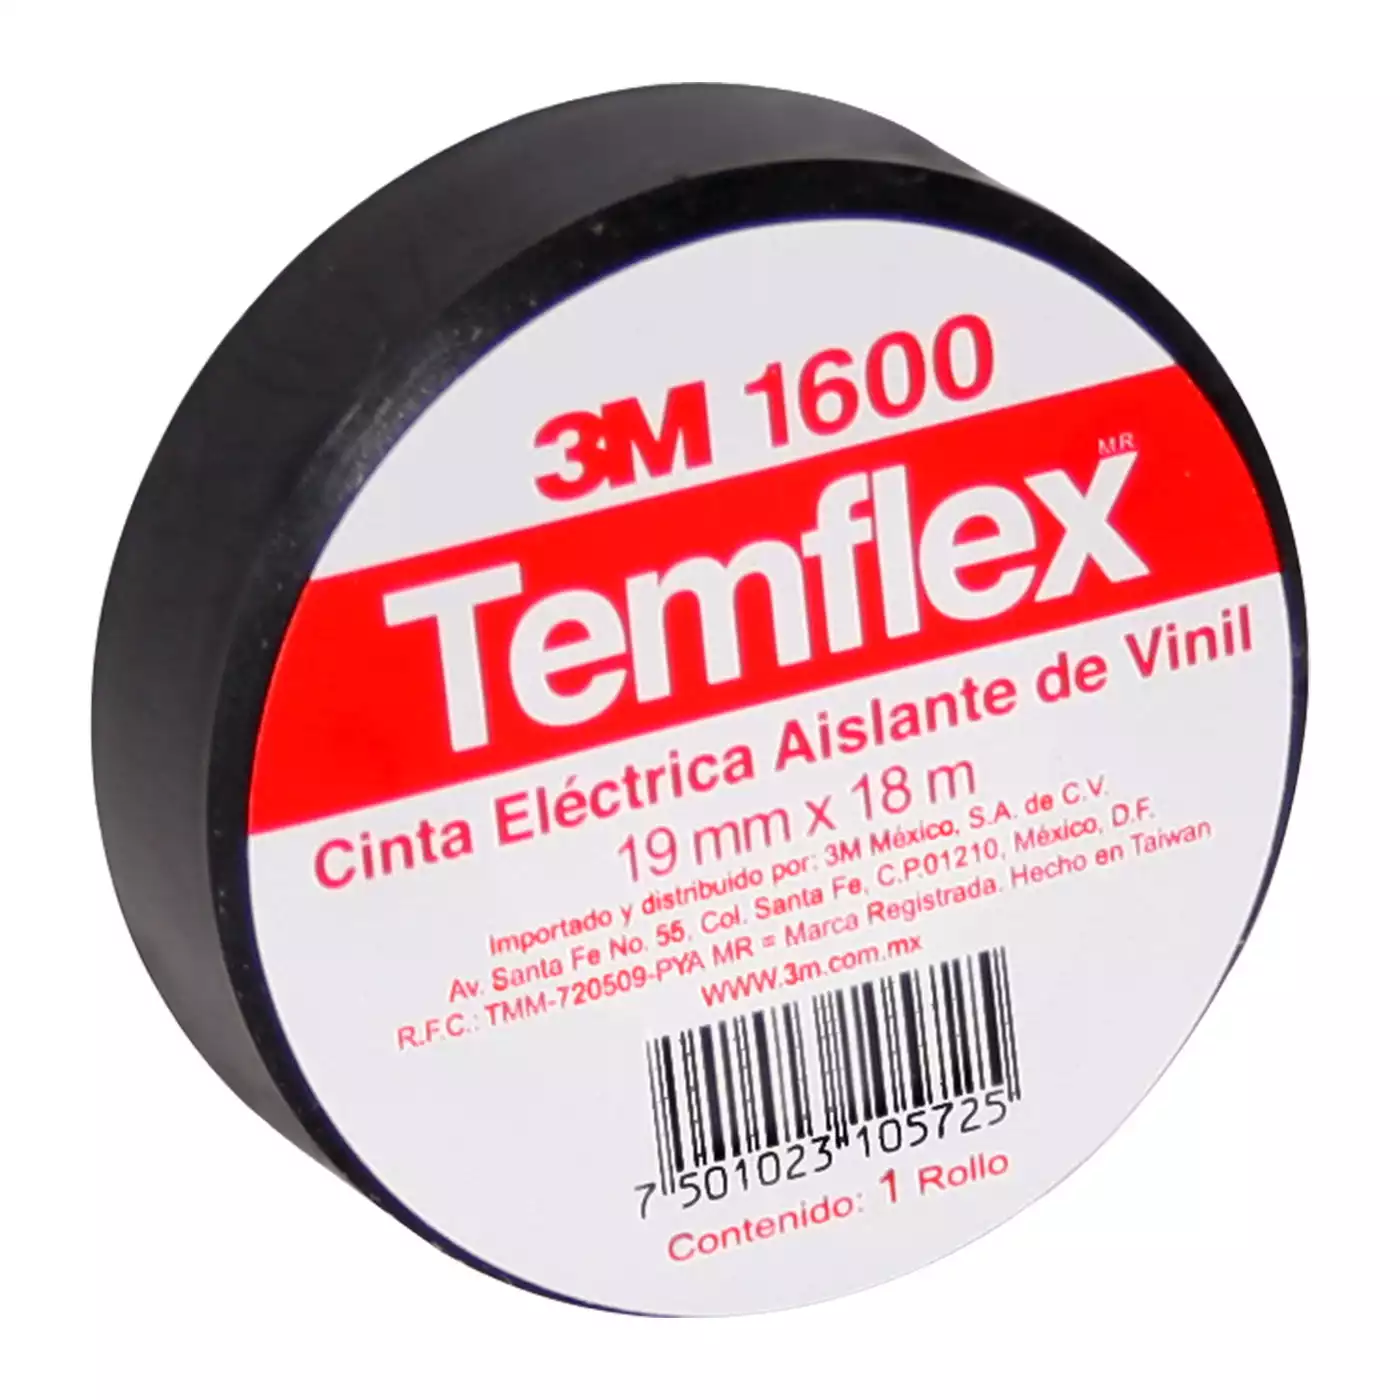 3M 1600
Temflex MR
Cinta Eléctrica Aislante de Vinil
19 mm x 18 m
Importado y distribuido por: 3M México, S.A. de C.V.
Av. Santa Fe No. 55, Col. Santa Fe, C.P.01210, México, D.F.
R.F.C.: TMM-720509-PYA MR = Marca Registrada. Hecho en Taiwan
www.3m.com.mx
7 501023 105725
Contenido: 1 Rollo